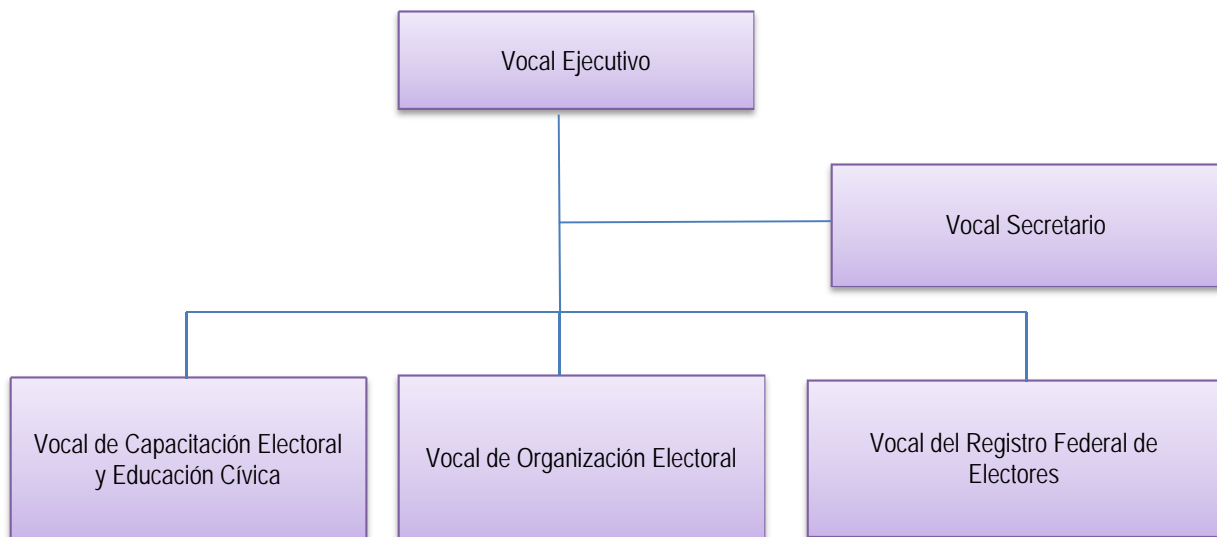 Vocal Ejecutivo
Vocal Secretario
Vocal de Capacitación Electoral
y Educación Cívica
Vocal de Organización Electoral
Vocal del Registro Federal de
Electores